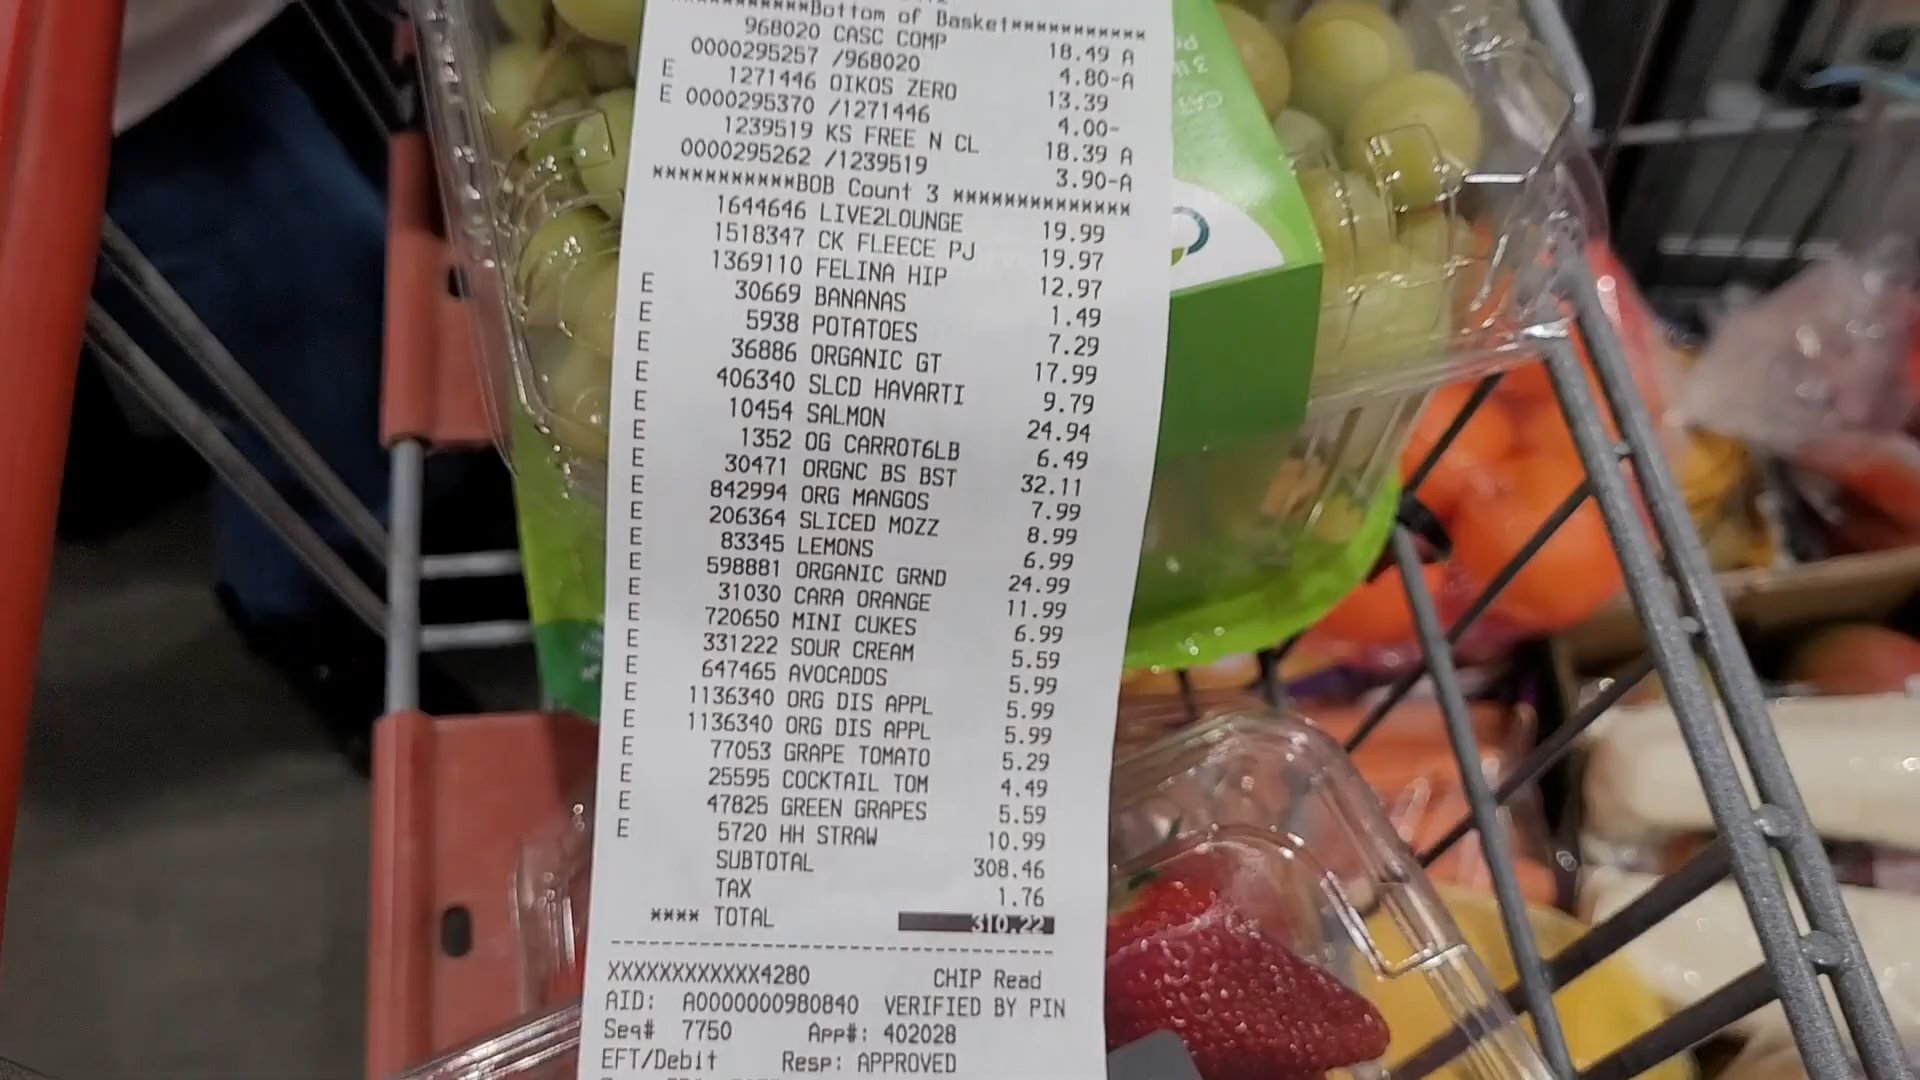 ***********Bottom of Basket***********
968020 CASC COMP 18.49 A
0000295257 /968020 4.80-A
E 1271446 OIKOS ZERO 13.39
E 0000295370 /1271446 4.00-
1239519 KS FREE N CL 18.39 A
0000295262 /1239519 3.90-A
***********BOB Count 3 **************
1644646 LIVE2LOUNGE 19.99
1518347 CK FLEECE PJ 19.97
1369110 FELINA HIP 12.97
E 30669 BANANAS 1.49
E 5938 POTATOES 7.29
E 36886 ORGANIC GT 17.99
E 406340 SLCD HAVARTI 9.79
E 10454 SALMON 24.94
E 1352 OG CARROT6LB 6.49
E 30471 ORGNC BS BST 32.11
E 842994 ORG MANGOS 7.99
E 206364 SLICED MOZZ 8.99
E 83345 LEMONS 6.99
E 598881 ORGANIC GRND 24.99
E 31030 CARA ORANGE 11.99
E 720650 MINI CUKES 6.99
E 331222 SOUR CREAM 5.59
E 647465 AVOCADOS 5.99
E 1136340 ORG DIS APPL 5.99
E 1136340 ORG DIS APPL 5.99
E 77053 GRAPE TOMATO 5.29
E 25595 COCKTAIL TOM 4.49
E 47825 GREEN GRAPES 5.59
E 5720 HH STRAW 10.99
SUBTOTAL 308.46
TAX 1.76
**** TOTAL 310.22
XXXXXXXXXXXX4280 CHIP Read
AID: A0000000980840 VERIFIED BY PIN
Seq# 7750 App#: 402028
EFT/Debit Resp: APPROVED